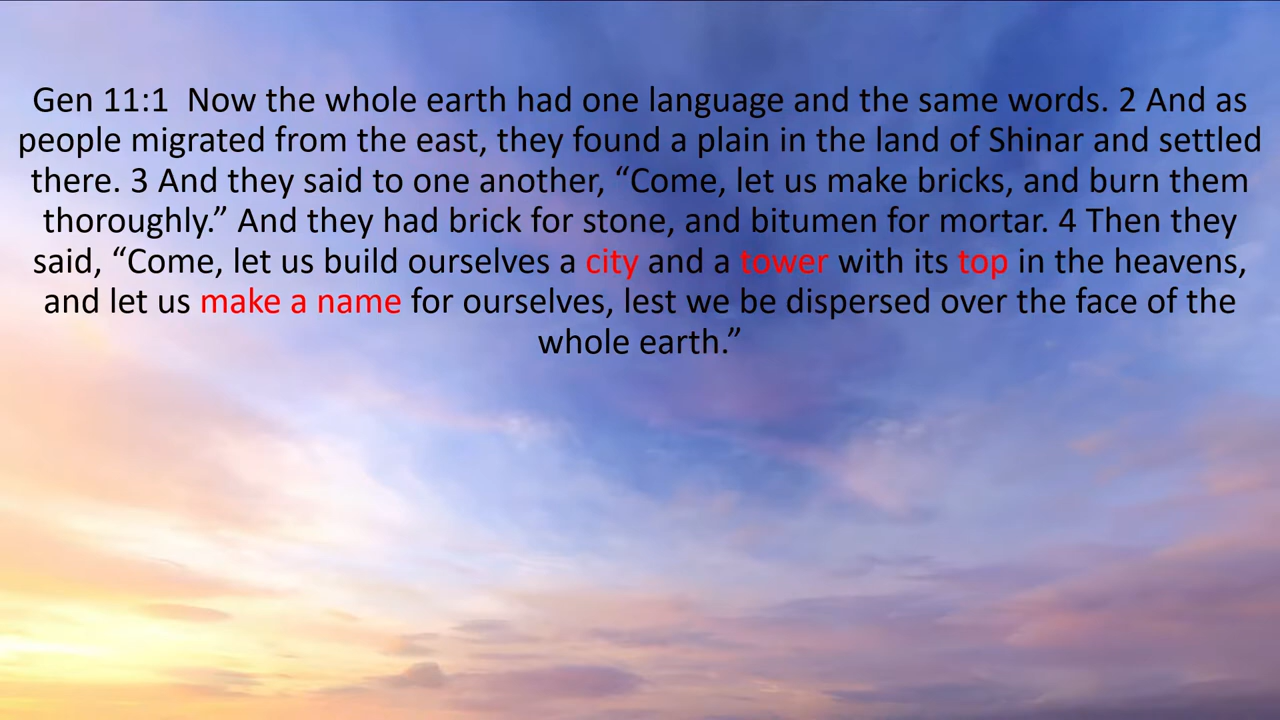 Gen 11:1  Now the whole earth had one language and the same words. 2 And as
people migrated from the east, they found a plain in the land of Shinar and settled
there. 3 And they said to one another, “Come, let us make bricks, and burn them
thoroughly.” And they had brick for stone, and bitumen for mortar. 4 Then they
said, “Come, let us build ourselves a city and a tower with its top in the heavens,
and let us make a name for ourselves, lest we be dispersed over the face of the
whole earth.”